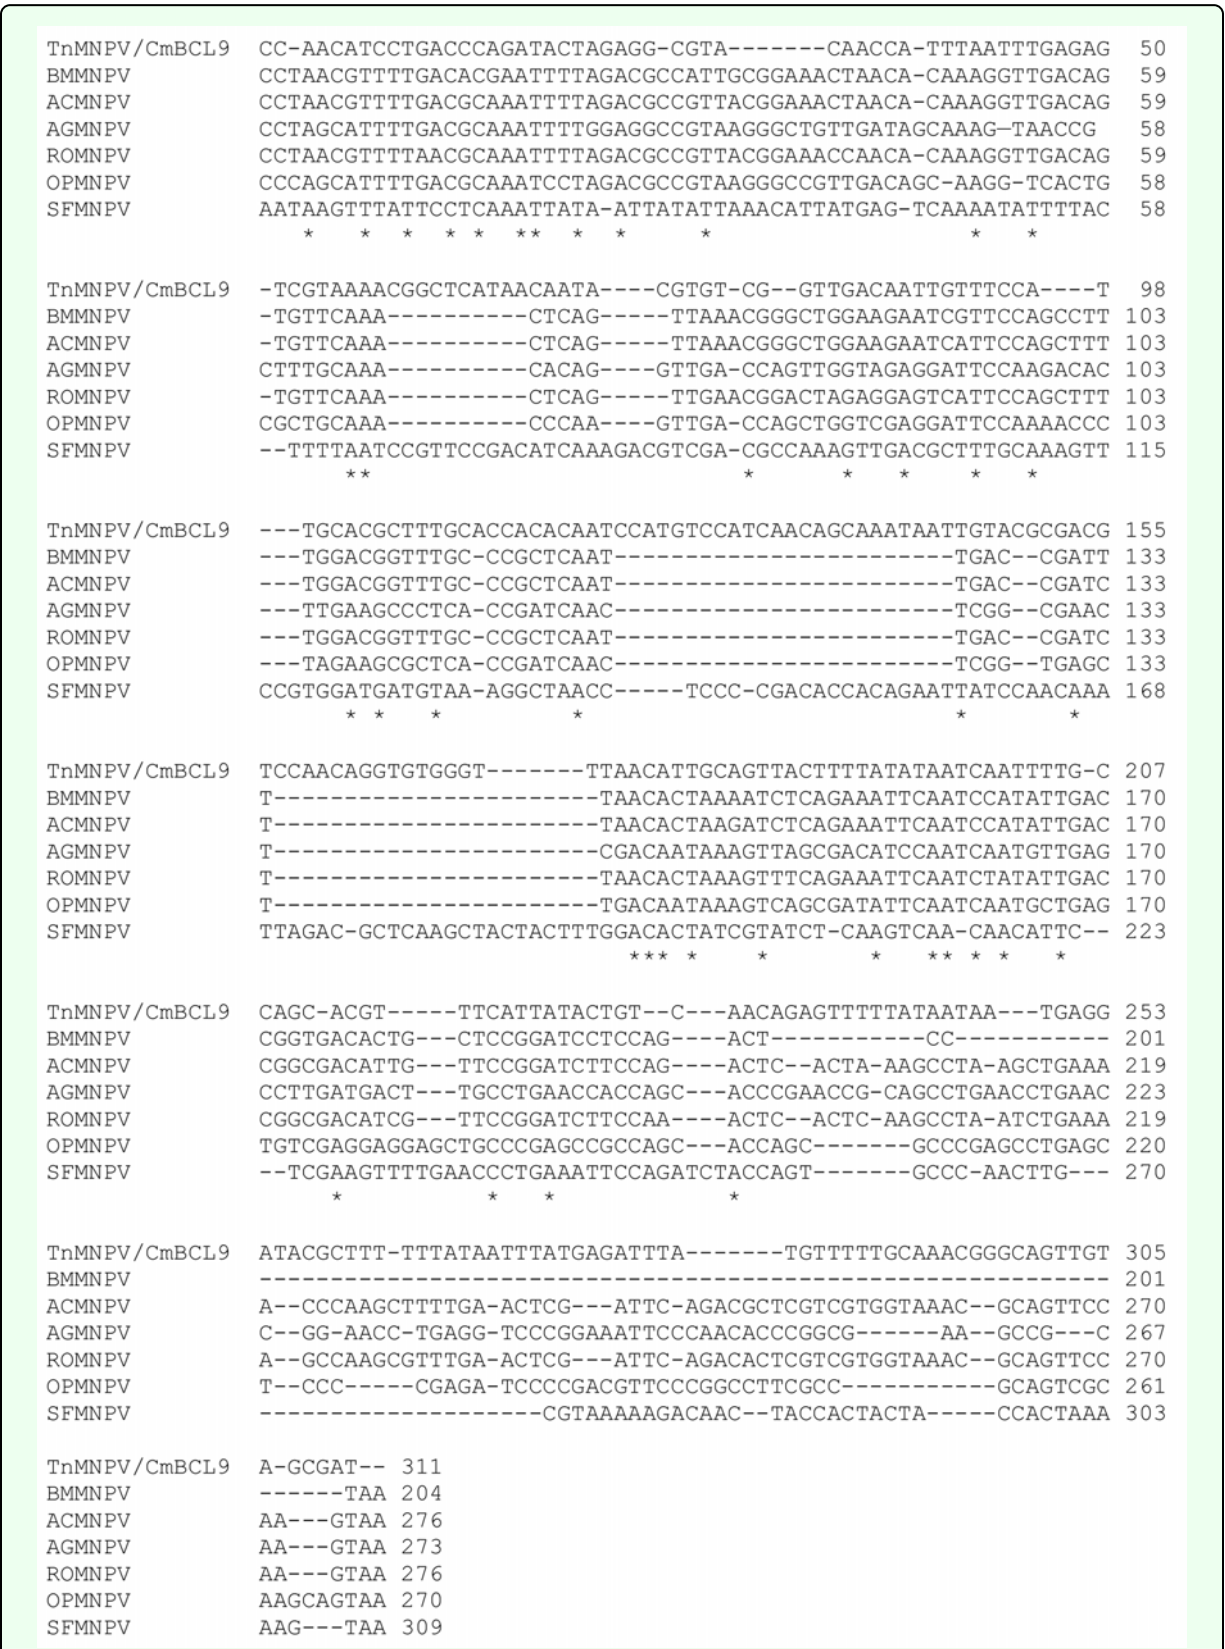 TnMNPV/CmBCL9 CC-AACATCCTGACCCAGATACTAGAGG-CGTA-------CAACCA-TTTAATTTGAGAG 50
BMMNPV CCTAACGTTTTGACACGAATTTTAGACGCCATTGCGGAAACTAACA-CAAAGGTTGACAG 59
ACMNPV CCTAACGTTTTGACGCAAATTTTAGACGCCGTTACGGAAACTAACA-CAAAGGTTGACAG 59
AGMNPV CCTAGCATTTTGACGCAAATTTTGGAGGCCGTAAGGGCTGTTGATAGCAAAG—TAACCG 58
ROMNPV CCTAACGTTTTAACGCAAATTTTAGACGCCGTTACGGAAACCAACA-CAAAGGTTGACAG 59
OPMNPV CCCAGCATTTTGACGCAAATCCTAGACGCCGTAAGGGCCGTTGACAGC-AAGG-TCACTG 58
SFMNPV AATAAGTTTATTCCTCAAATTATA-ATTATATTAAACATTATGAG-TCAAAATATTTTAC 58
* * * * * ** * * * * *
TnMNPV/CmBCL9 -TCGTAAAACGGCTCATAACAATA----CGTGT-CG--GTTGACAATTGTTTCCA----T 98
BMMNPV -TGTTCAAA----------CTCAG-----TTAAACGGGCTGGAAGAATCGTTCCAGCCTT 103
ACMNPV -TGTTCAAA----------CTCAG-----TTAAACGGGCTGGAAGAATCATTCCAGCTTT 103
AGMNPV CTTTGCAAA----------CACAG----GTTGA-CCAGTTGGTAGAGGATTCCAAGACAC 103
ROMNPV -TGTTCAAA----------CTCAG-----TTGAACGGACTAGAGGAGTCATTCCAGCTTT 103
OPMNPV CGCTGCAAA----------CCCAA----GTTGA-CCAGCTGGTCGAGGATTCCAAAACCC 103
SFMNPV --TTTTAATCCGTTCCGACATCAAAGACGTCGA-CGCCAAAGTTGACGCTTTGCAAAGTT 115
** * * * * *
TnMNPV/CmBCL9 ---TGCACGCTTTGCACCACACAATCCATGTCCATCAACAGCAAATAATTGTACGCGACG 155
BMMNPV ---TGGACGGTTTGC-CCGCTCAAT------------------------TGAC--CGATT 133
ACMNPV ---TGGACGGTTTGC-CCGCTCAAT------------------------TGAC--CGATC 133
AGMNPV ---TTGAAGCCCTCA-CCGATCAAC------------------------TCGG--CGAAC 133
ROMNPV ---TGGACGGTTTGC-CCGCTCAAT------------------------TGAC--CGATC 133
OPMNPV ---TAGAAGCGCTCA-CCGATCAAC------------------------TCGG--TGAGC 133
SFMNPV CCGTGGATGATGTAA-AGGCTAACC-----TCCC-CGACACCACAGAATTATCCAACAAA 168
* * * * * *
TnMNPV/CmBCL9 TCCAACAGGTGTGGGT-------TTAACATTGCAGTTACTTTTATATAATCAATTTTG-C 207
BMMNPV T-----------------------TAACACTAAAATCTCAGAAATTCAATCCATATTGAC 170
ACMNPV T-----------------------TAACACTAAGATCTCAGAAATTCAATCCATATTGAC 170
AGMNPV T-----------------------CGACAATAAAGTTAGCGACATCCAATCAATGTTGAG 170
ROMNPV T-----------------------TAACACTAAAGTTTCAGAAATTCAATCTATATTGAC 170
OPMNPV T-----------------------TGACAATAAAGTCAGCGATATTCAATCAATGCTGAG 170
SFMNPV TTAGAC-GCTCAAGCTACTACTTTGGACACTATCGTATCT-CAAGTCAA-CAACATTC-- 223
*** * * * ** * * *
TnMNPV/CmBCL9 CAGC-ACGT-----TTCATTATACTGT--C---AACAGAGTTTTTATAATAA---TGAGG 253
BMMNPV CGGTGACACTG---CTCCGGATCCTCCAG----ACT-----------CC----------- 201
ACMNPV CGGCGACATTG---TTCCGGATCTTCCAG----ACTC--ACTA-AAGCCTA-AGCTGAAA 219
AGMNPV CCTTGATGACT---TGCCTGAACCACCAGC---ACCCGAACCG-CAGCCTGAACCTGAAC 223
ROMNPV CGGCGACATCG---TTCCGGATCTTCCAA----ACTC--ACTC-AAGCCTA-ATCTGAAA 219
OPMNPV TGTCGAGGAGGAGCTGCCCGAGCCGCCAGC---ACCAGC-------GCCCGAGCCTGAGC 220
SFMNPV --TCGAAGTTTTGAACCCTGAAATTCCAGATCTACCAGT-------GCCC-AACTTG--- 270
* * * *
TnMNPV/CmBCL9 ATACGCTTT-TTTATAATTTATGAGATTTA-------TGTTTTTGCAAACGGGCAGTTGT 305
BMMNPV ------------------------------------------------------------ 201
ACMNPV A--CCCAAGCTTTTGA-ACTCG---ATTC-AGACGCTCGTCGTGGTAAAC--GCAGTTCC 270
AGMNPV C--GG-AACC-TGAGG-TCCCGGAAATTCCCAACACCCGGCG------AA--GCCG---C 267
ROMNPV A--GCCAAGCGTTTGA-ACTCG---ATTC-AGACACTCGTCGTGGTAAAC--GCAGTTCC 270
OPMNPV T--CCC-----CGAGA-TCCCCGACGTTCCCGGCCTTCGCC-----------GCAGTCGC 261
SFMNPV --------------------CGTAAAAAGACAAC--TACCACTACTA-----CCACTAAA 303
TnMNPV/CmBCL9 A-GCGAT-- 311
BMMNPV ------TAA 204
ACMNPV AA---GTAA 276
AGMNPV AA---GTAA 273
ROMNPV AA---GTAA 276
OPMNPV AAGCAGTAA 270
SFMNPV AAG---TAA 309